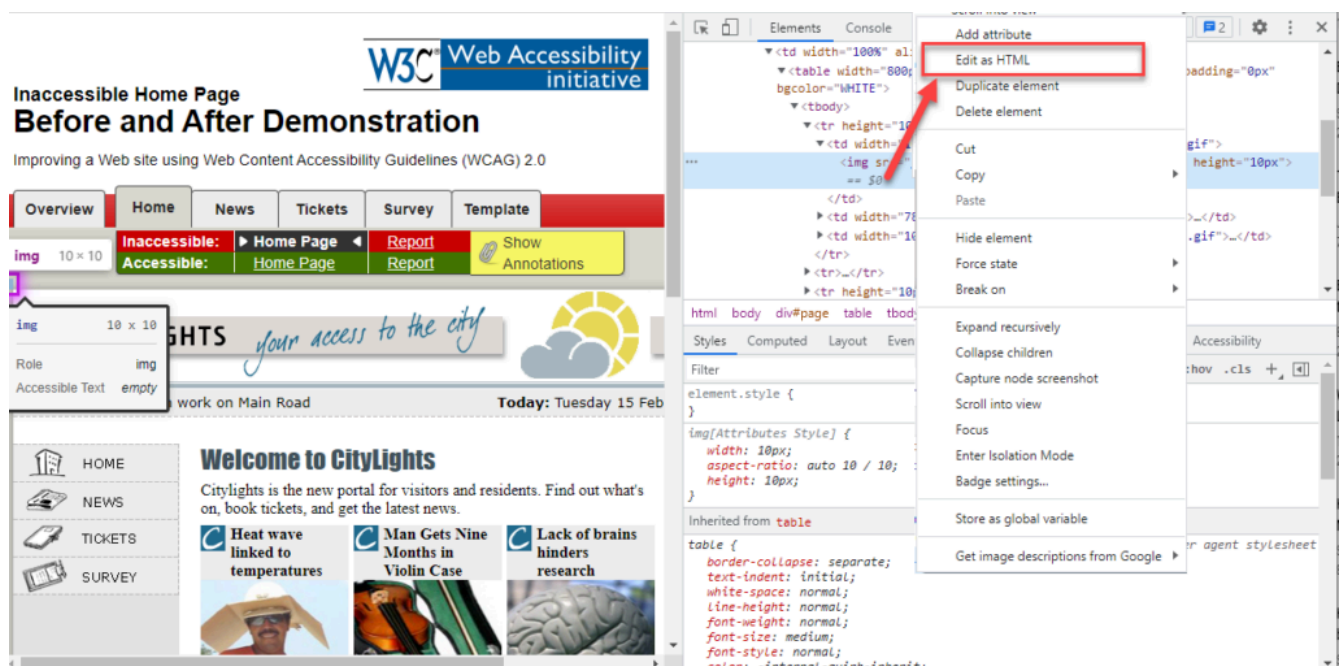 W3C® Web Accessibility
initiative
Inaccessible Home Page
Before and After Demonstration
Improving a Web site using Web Content Accessibility Guidelines (WCAG) 2.0
Overview Home News Tickets Survey Template
Inaccessible: Home Page Report
Accessible: Home Page Report
Show
Annotations
img 10 × 10
img 10 x 10
Role img
Accessible Text empty
GHTS your access to the city
work on Main Road Today: Tuesday 15 Feb
HOME
NEWS
TICKETS
SURVEY
Welcome to CityLights
Citylights is the new portal for visitors and residents. Find out what's
on, book tickets, and get the latest news.
Heat wave
linked to
temperatures
Man Gets Nine
Months in
Violin Case
Lack of brains
hinders
research
Elements Console 2
▼<td width="100%" ali
▼<table width="800p padding="0px"
bgcolor="WHITE">
▼<tbody>
▼<tr height="10
▼<td width= gif">
<img sr height="10px">
== $0
</td>
▶<td width="78 >…</td>
▶<td width="10 .gif">…</td>
</tr>
▶<tr>…</tr>
▶<tr height="10p
html body div#page table tbod
Styles Computed Layout Even Accessibility
Filter :hov .cls +
element.style {
}
img[Attributes Style] {
width: 10px;
aspect-ratio: auto 10 / 10;
height: 10px;
}
Inherited from table
table { er agent stylesheet
border-collapse: separate;
text-indent: initial;
white-space: normal;
line-height: normal;
font-weight: normal;
font-size: medium;
font-style: normal;
Add attribute
Edit as HTML
Duplicate element
Delete element
Cut
Copy
Paste
Hide element
Force state
Break on
Expand recursively
Collapse children
Capture node screenshot
Scroll into view
Focus
Enter Isolation Mode
Badge settings...
Store as global variable
Get image descriptions from Google